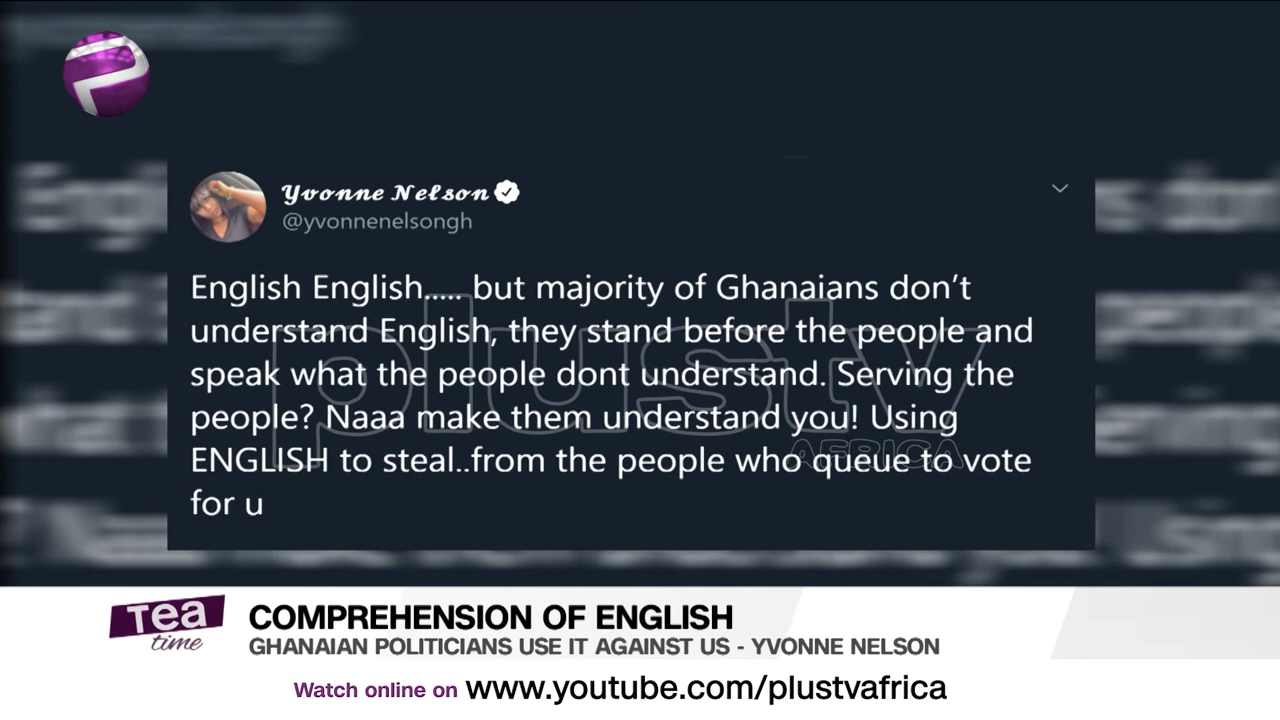 Yvonne Nelson
@yvonnenelsongh
English English..... but majority of Ghanaians don't
understand English, they stand before the people and
speak what the people dont understand. Serving the
people? Naaa make them understand you! Using
ENGLISH to steal..from the people who queue to vote
for u
plustv
AFRICA
Tea
time
COMPREHENSION OF ENGLISH
GHANAIAN POLITICIANS USE IT AGAINST US - YVONNE NELSON
Watch online on www.youtube.com/plustvafrica